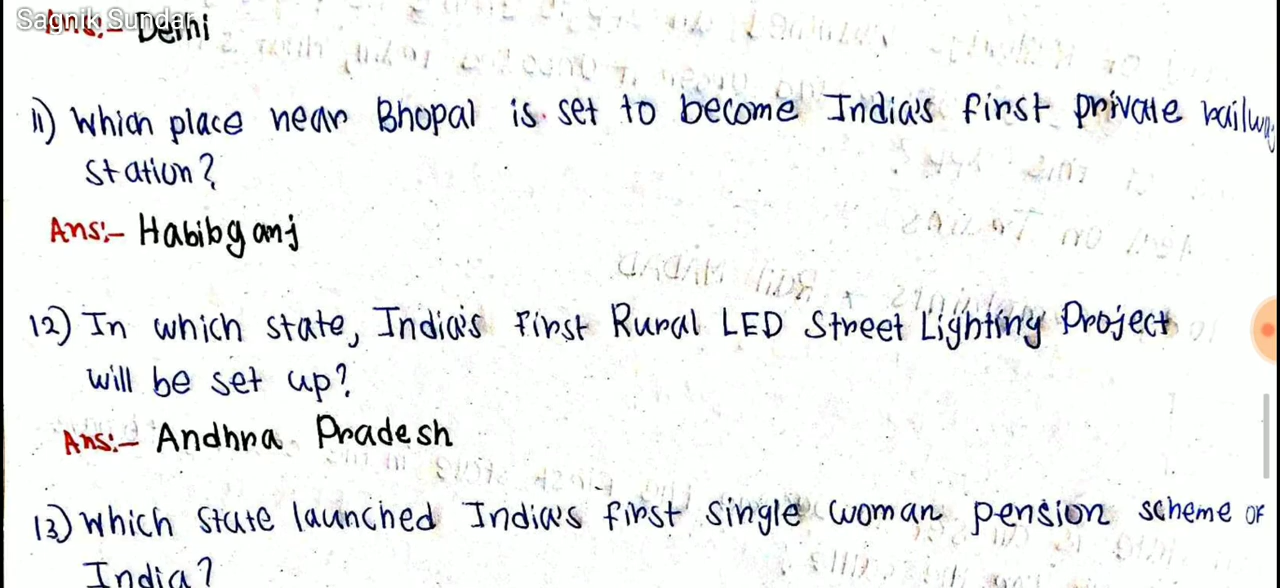 Sagnik Sundar
Ans:- Delhi
11) Which place near Bhopal is set to become India's first private railway
station?
Ans:- Habibganj
12) In which state, India's First Rural LED Street Lighting Project
will be set up?
Ans:- Andhra Pradesh
13) Which state launched India's first single woman pension scheme OF
India?